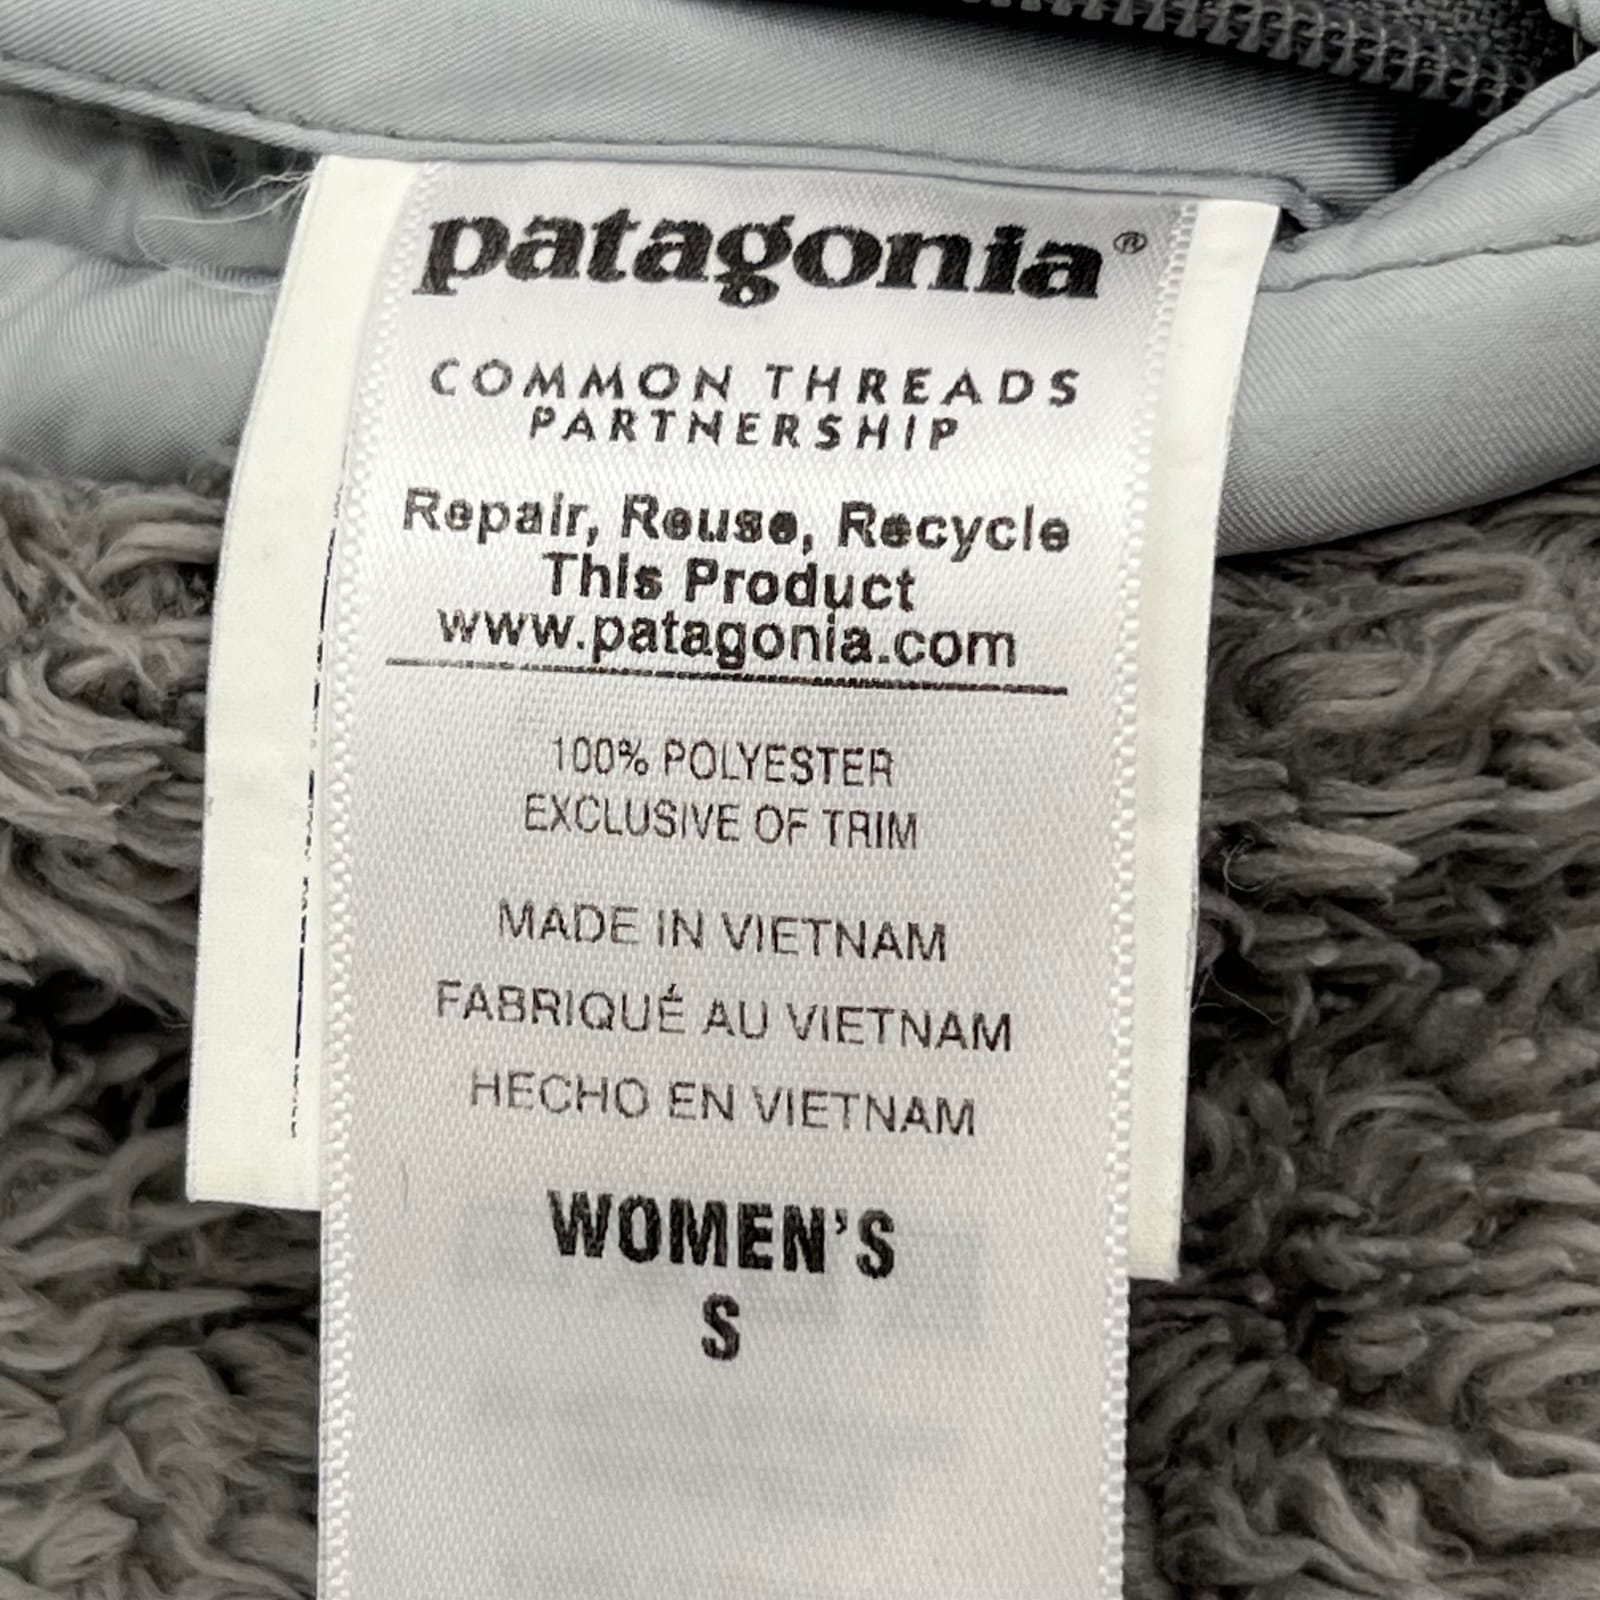 patagonia®
COMMON THREADS
PARTNERSHIP
Repair, Reuse, Recycle
This Product
www.patagonia.com
100% POLYESTER
EXCLUSIVE OF TRIM
MADE IN VIETNAM
FABRIQUÉ AU VIETNAM
HECHO EN VIETNAM
WOMEN'S
S